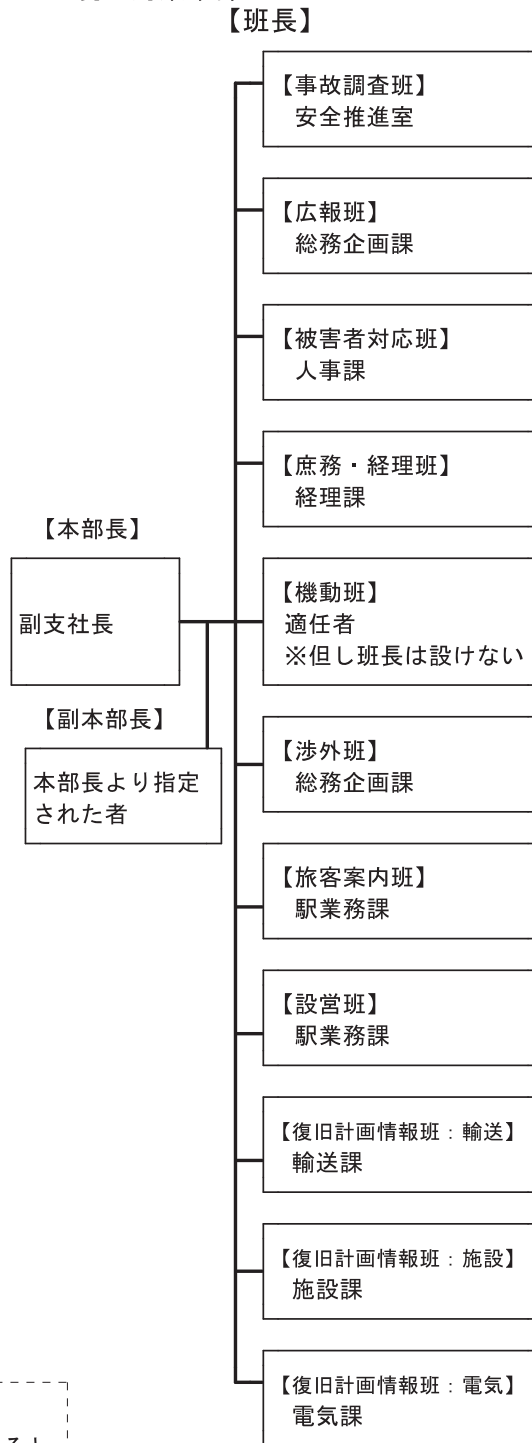 【班長】
【事故調査班】
安全推進室
【広報班】
総務企画課
【被害者対応班】
人事課
【庶務・経理班】
経理課
【本部長】
副支社長
【副本部長】
本部長より指定
された者
【機動班】
適任者
※但し班長は設けない
【渉外班】
総務企画課
【旅客案内班】
駅業務課
【設営班】
駅業務課
【復旧計画情報班：輸送】
輸送課
【復旧計画情報班：施設】
施設課
【復旧計画情報班：電気】
電気課